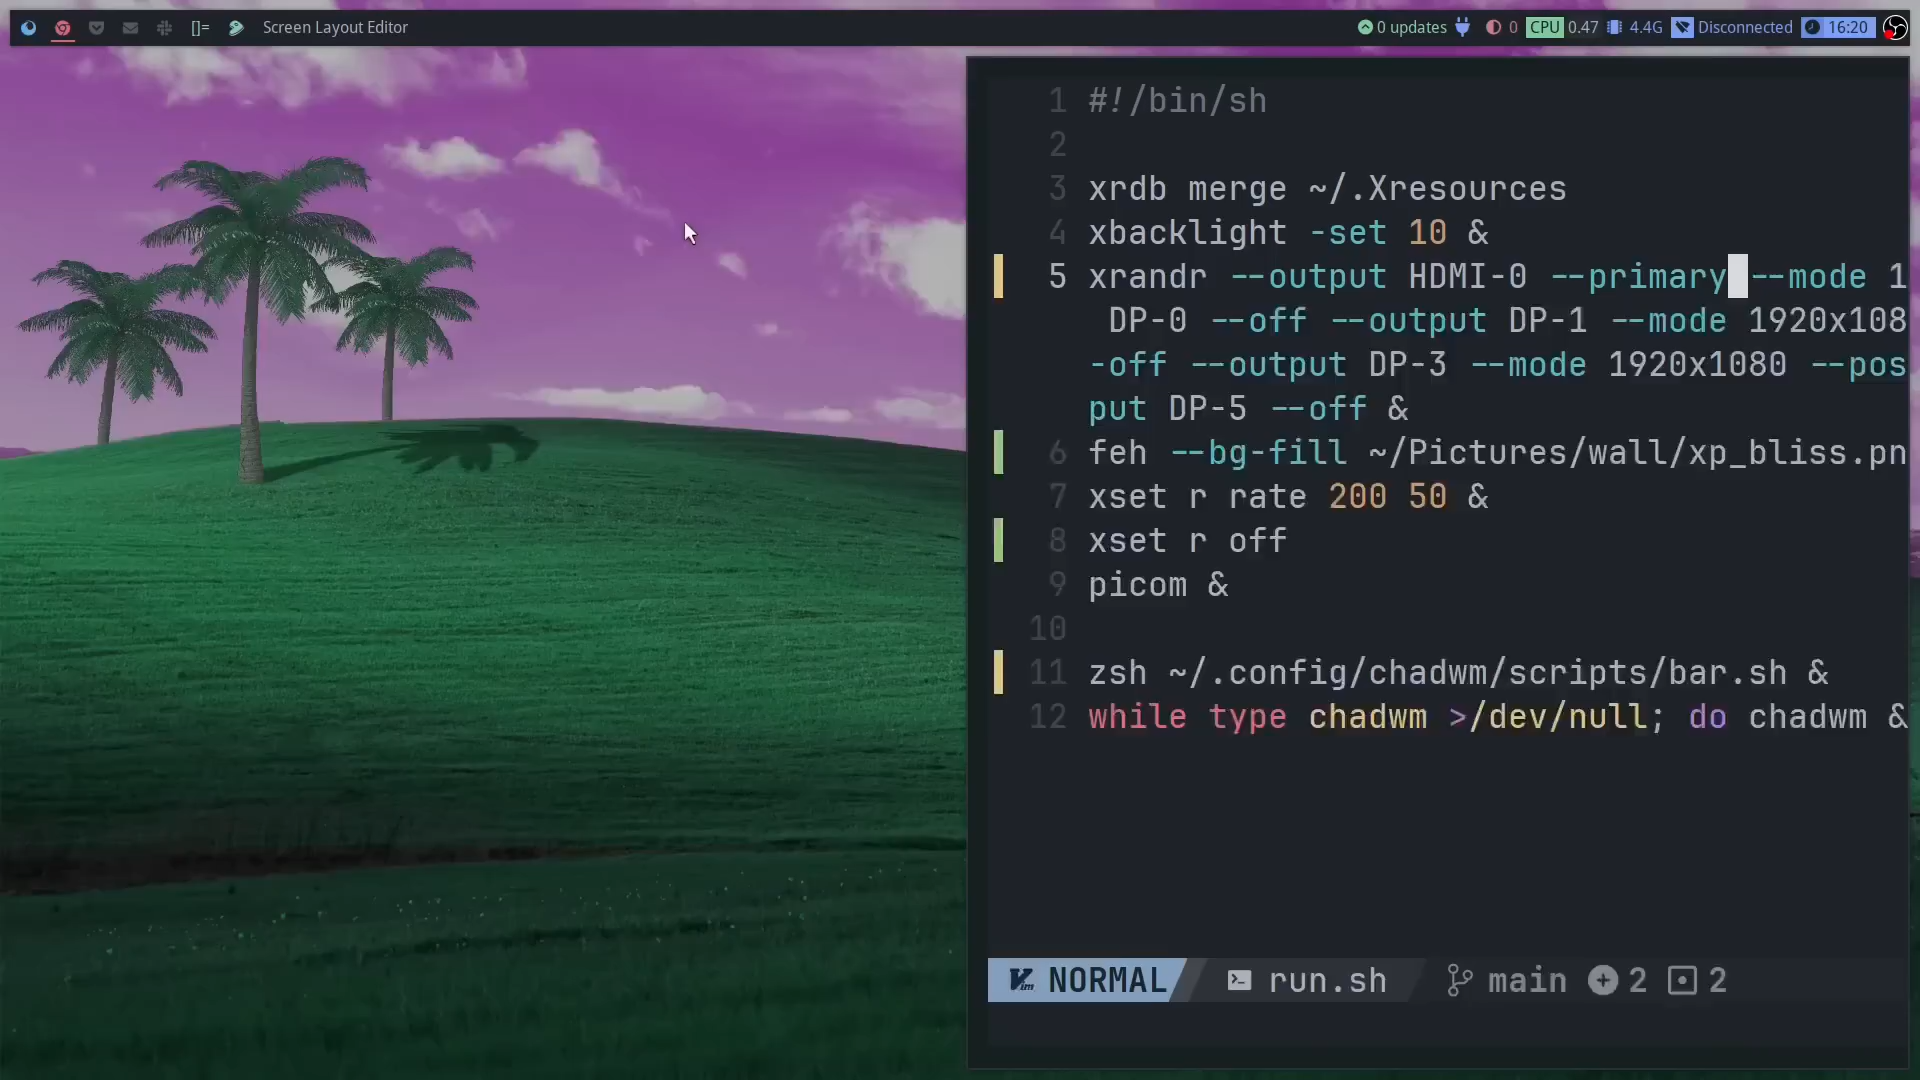 []= Screen Layout Editor 0 updates 0 CPU 0.47 4.4G Disconnected 16:20
1 #!/bin/sh
2
3 xrdb merge ~/.Xresources
4 xbacklight -set 10 &
5 xrandr --output HDMI-0 --primary --mode 1
DP-0 --off --output DP-1 --mode 1920x108
-off --output DP-3 --mode 1920x1080 --pos
put DP-5 --off &
6 feh --bg-fill ~/Pictures/wall/xp_bliss.pn
7 xset r rate 200 50 &
8 xset r off
9 picom &
10
11 zsh ~/.config/chadwm/scripts/bar.sh &
12 while type chadwm >/dev/null; do chadwm &
NORMAL run.sh main 2 2